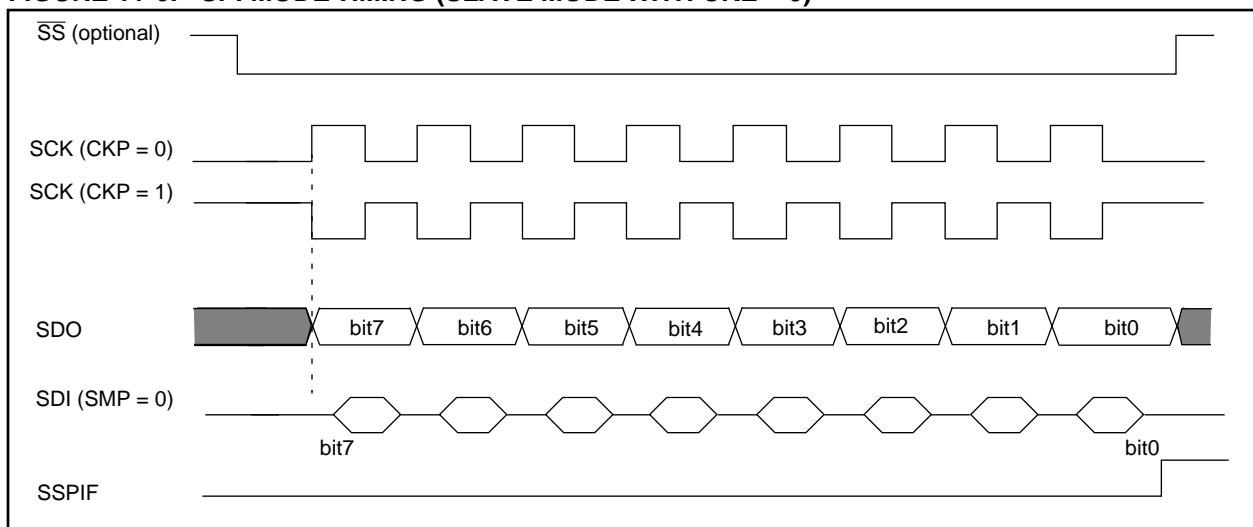 SS (optional)
SCK (CKP = 0)
SCK (CKP = 1)
SDO
bit7 bit6 bit5 bit4 bit3 bit2 bit1 bit0
SDI (SMP = 0)
bit7 bit0
SSPIF